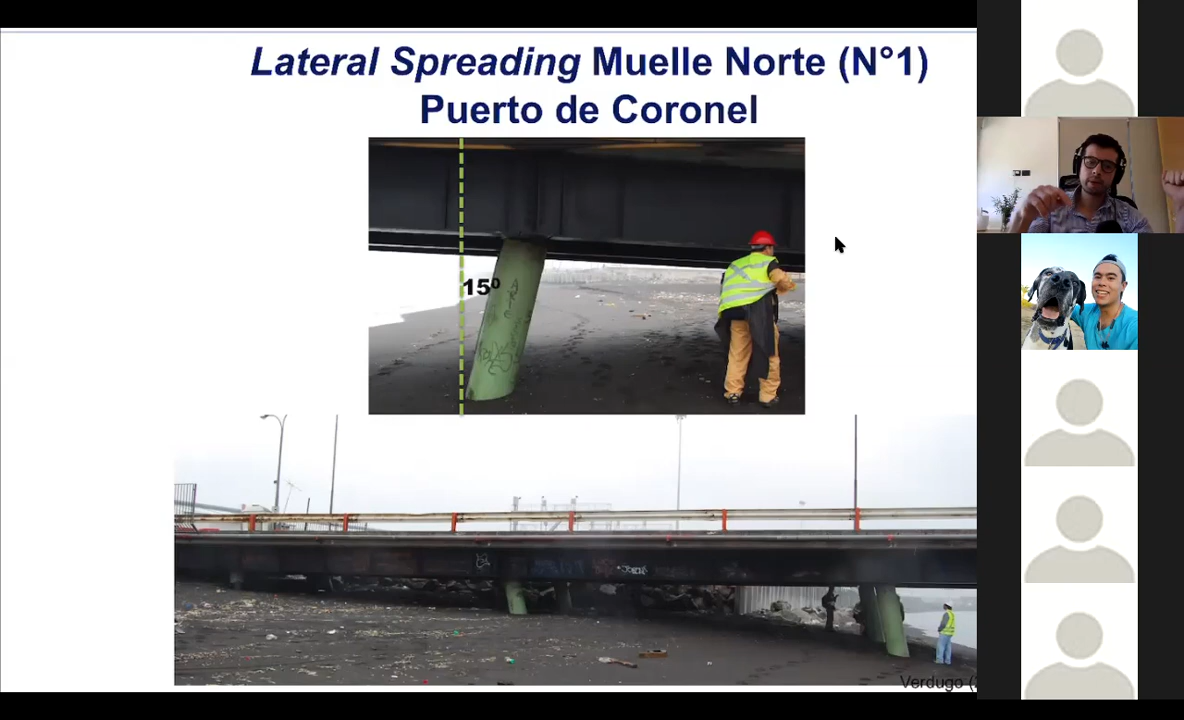 Lateral Spreading Muelle Norte (N°1)
Puerto de Coronel
15º
Verdugo